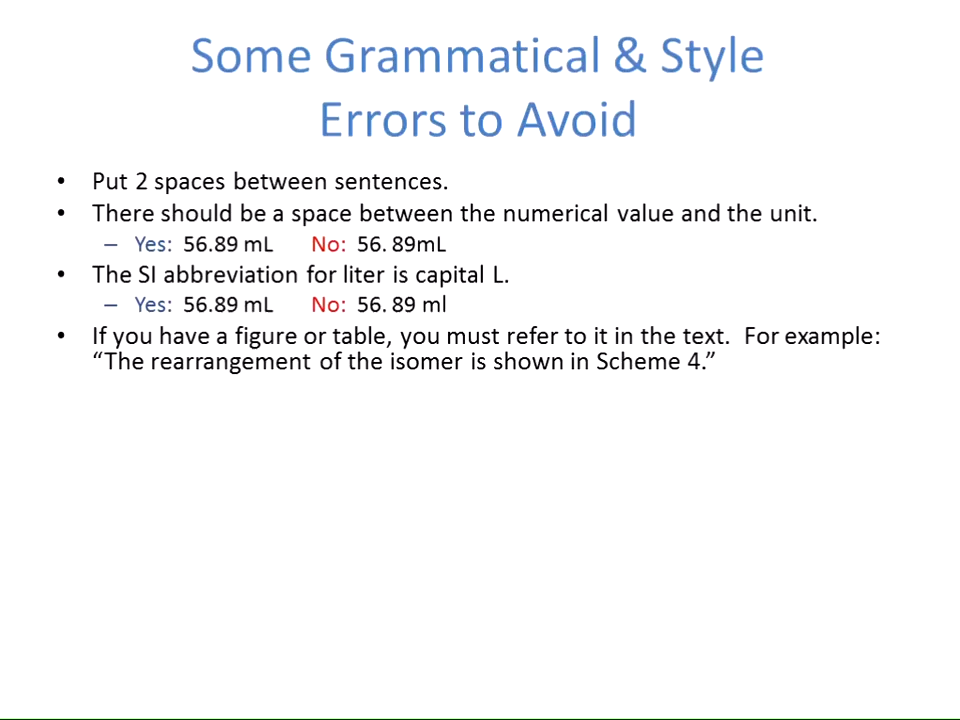 Some Grammatical & Style
Errors to Avoid
• Put 2 spaces between sentences.
• There should be a space between the numerical value and the unit.
– Yes: 56.89 mL No: 56. 89mL
• The SI abbreviation for liter is capital L.
– Yes: 56.89 mL No: 56. 89 ml
• If you have a figure or table, you must refer to it in the text.  For example:
“The rearrangement of the isomer is shown in Scheme 4.”